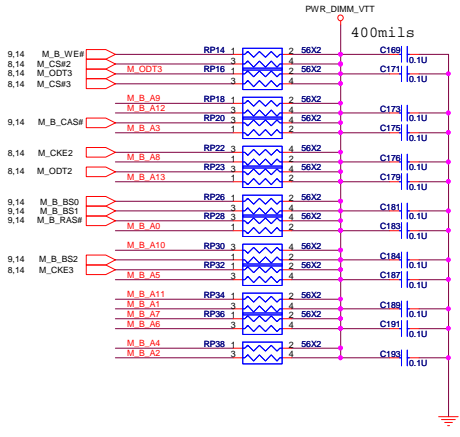 PWR_DIMM_VTT
400mils
9,14 M_B_WE# RP14 1 2 56X2 C169 0.1U
8,14 M_CS#2 3 4
8,14 M_ODT3 M_ODT3 RP16 1 2 56X2 C171 0.1U
8,14 M_CS#3 3 4
M_B_A9 RP18 1 2 56X2
M_B_A12 3 4 C173 0.1U
9,14 M_B_CAS# RP20 3 4 56X2
M_B_A3 1 2 C175 0.1U
8,14 M_CKE2 RP22 3 4 56X2
M_B_A8 1 2 C176 0.1U
8,14 M_ODT2 RP23 3 4 56X2
M_B_A13 1 2 C179 0.1U
9,14 M_B_BS0 RP26 1 2 56X2
9,14 M_B_BS1 3 4 C181 0.1U
9,14 M_B_RAS# RP28 3 4 56X2
M_B_A0 1 2 C183 0.1U
M_B_A10 RP30 3 4 56X2
9,14 M_B_BS2 1 2 C184 0.1U
8,14 M_CKE3 RP32 1 2 56X2
M_B_A5 3 4 C187 0.1U
M_B_A11 RP34 1 2 56X2
M_B_A1 3 4 C189 0.1U
M_B_A7 RP36 1 2 56X2
M_B_A6 3 4 C191 0.1U
M_B_A4 RP38 1 2 56X2
M_B_A2 3 4 C193 0.1U